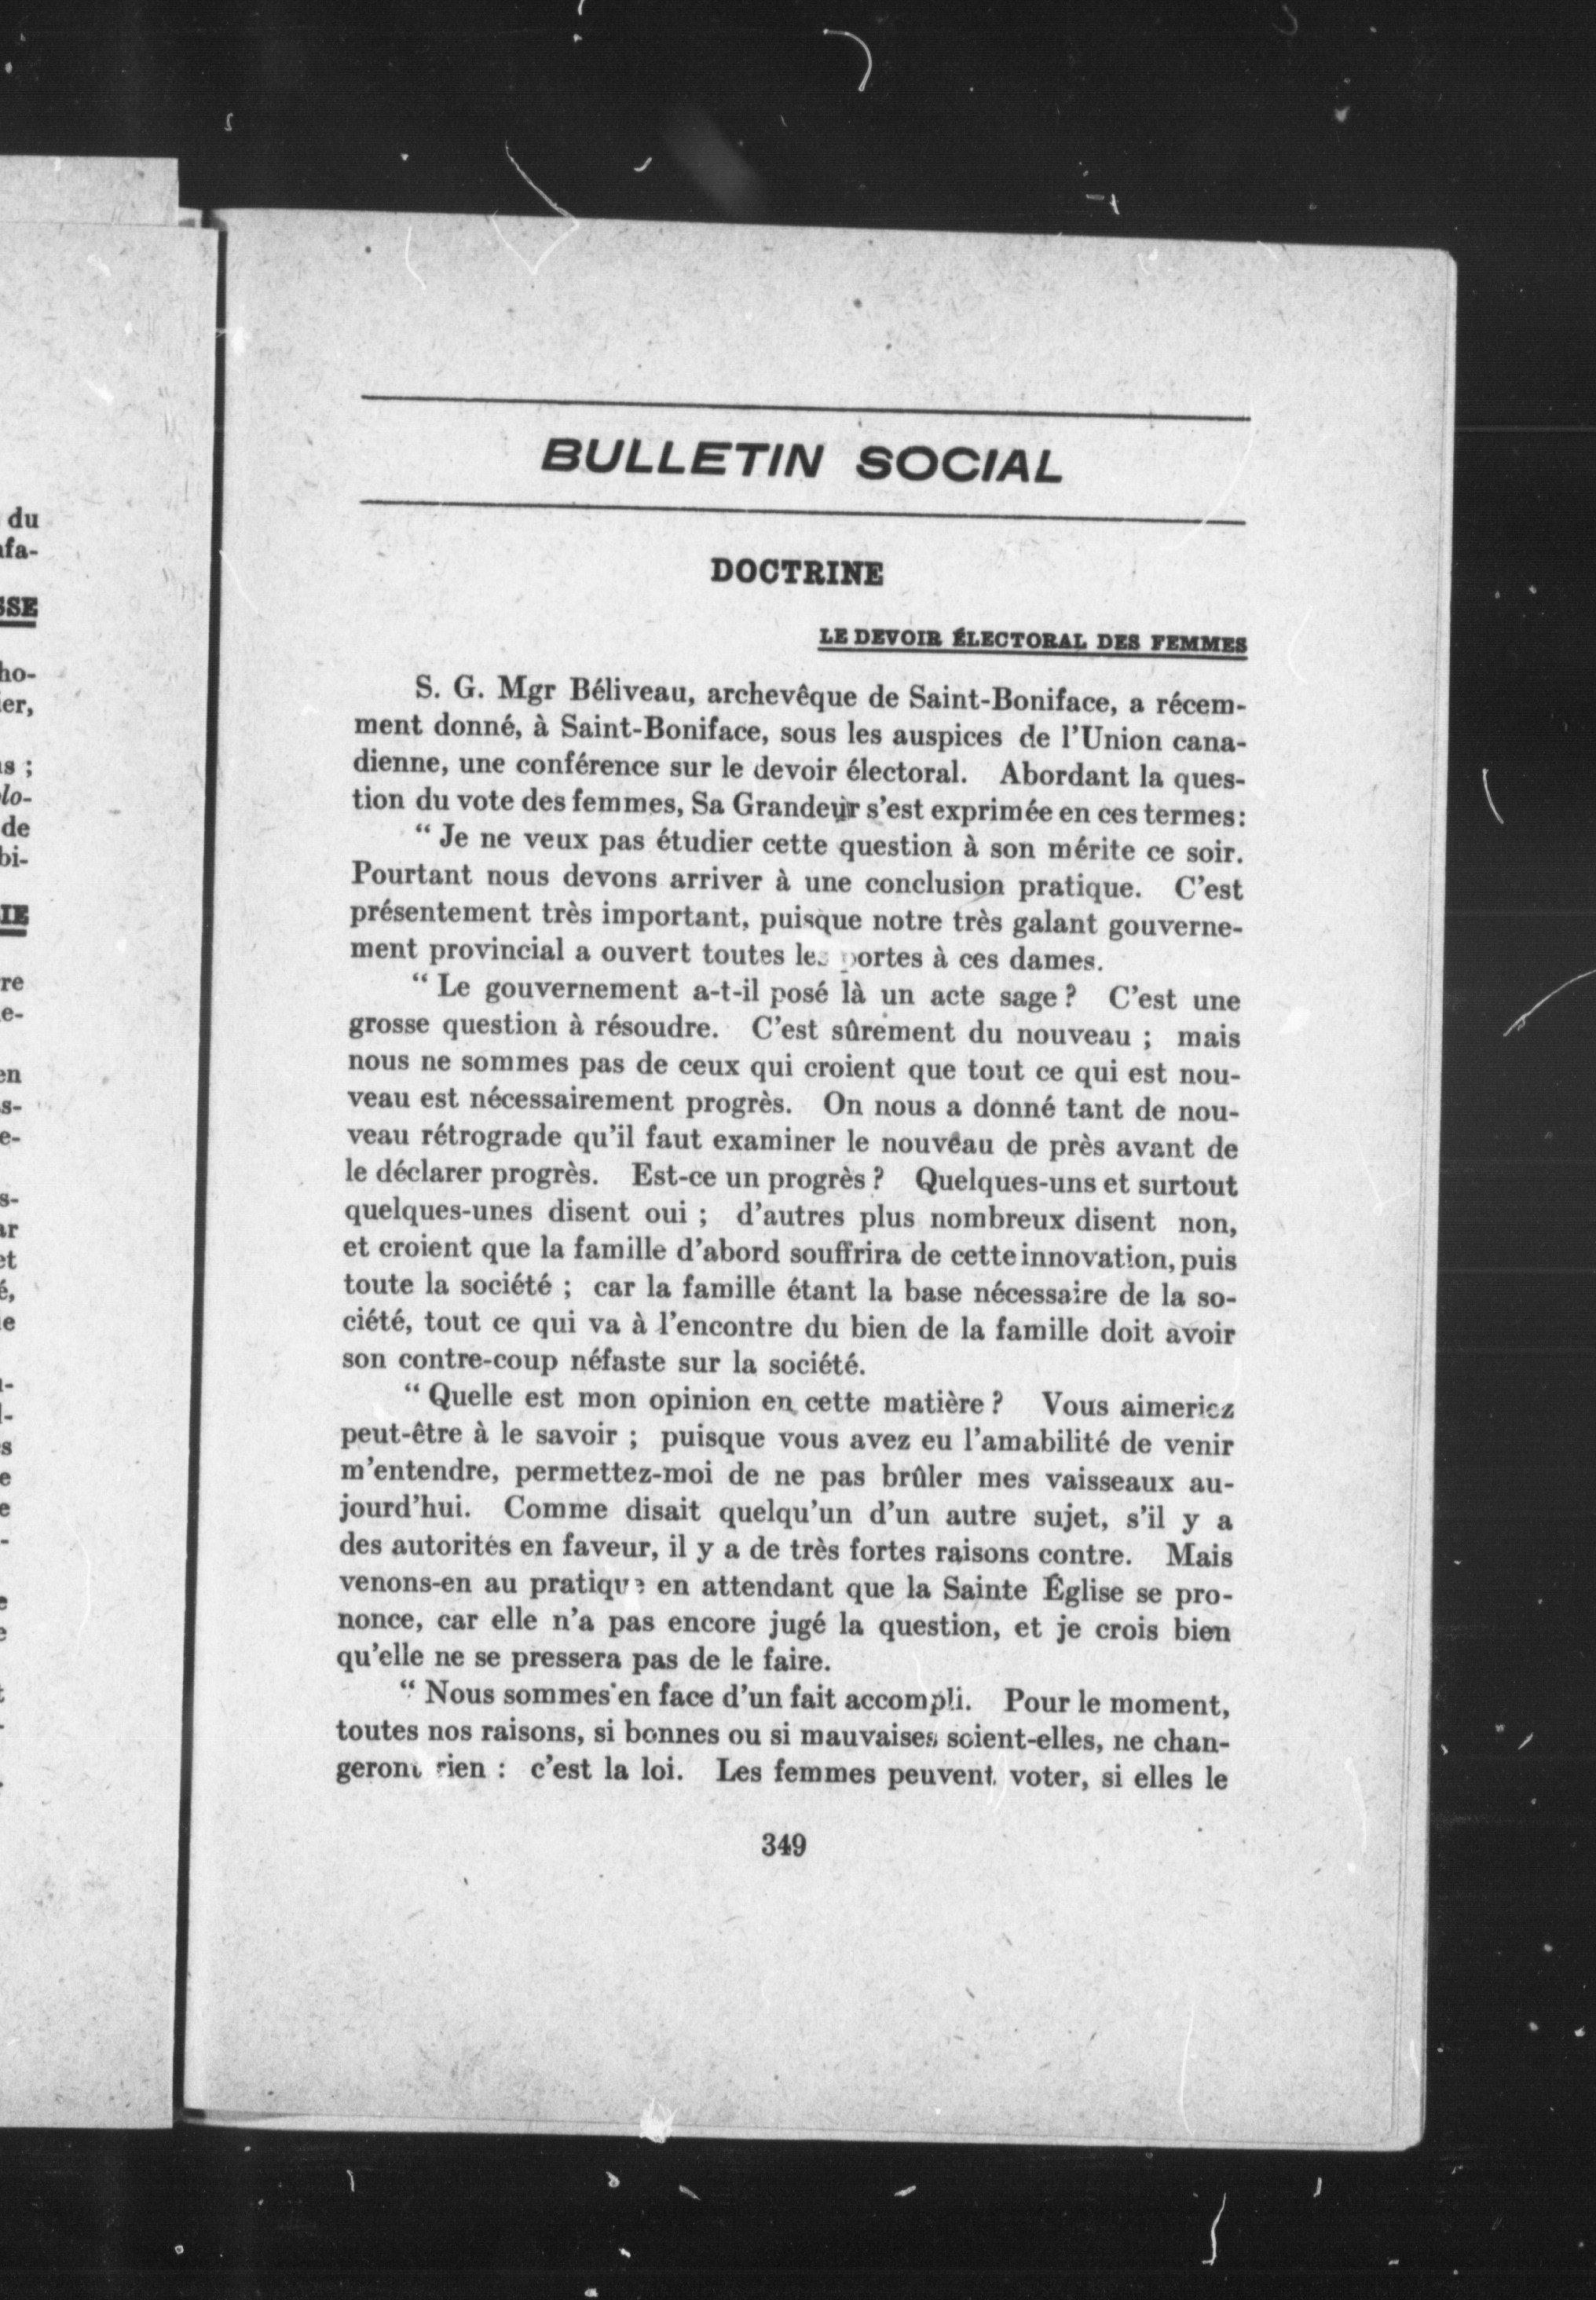 BULLETIN SOCIAL
DOCTRINE
LE DEVOIR ÉLECTORAL DES FEMMES
S. G. Mgr Béliveau, archevêque de Saint-Boniface, a récem-
ment donné, à Saint-Boniface, sous les auspices de l'Union cana-
dienne, une conférence sur le devoir électoral. Abordant la ques-
tion du vote des femmes, Sa Grandeur s'est exprimée en ces termes:
“ Je ne veux pas étudier cette question à son mérite ce soir.
Pourtant nous devons arriver à une conclusion pratique. C'est
présentement très important, puisque notre très galant gouverne-
ment provincial a ouvert toutes les portes à ces dames.
“ Le gouvernement a-t-il posé là un acte sage ? C'est une
grosse question à résoudre. C'est sûrement du nouveau ; mais
nous ne sommes pas de ceux qui croient que tout ce qui est nou-
veau est nécessairement progrès. On nous a donné tant de nou-
veau rétrograde qu'il faut examiner le nouveau de près avant de
le déclarer progrès. Est-ce un progrès ? Quelques-uns et surtout
quelques-unes disent oui ; d'autres plus nombreux disent non,
et croient que la famille d'abord souffrira de cette innovation, puis
toute la société ; car la famille étant la base nécessaire de la so-
ciété, tout ce qui va à l'encontre du bien de la famille doit avoir
son contre-coup néfaste sur la société.
“ Quelle est mon opinion en cette matière ? Vous aimeriez
peut-être à le savoir ; puisque vous avez eu l'amabilité de venir
m'entendre, permettez-moi de ne pas brûler mes vaisseaux au-
jourd'hui. Comme disait quelqu'un d'un autre sujet, s'il y a
des autorités en faveur, il y a de très fortes raisons contre. Mais
venons-en au pratique en attendant que la Sainte Église se pro-
nonce, car elle n'a pas encore jugé la question, et je crois bien
qu'elle ne se pressera pas de le faire.
“ Nous sommes en face d'un fait accompli. Pour le moment,
toutes nos raisons, si bonnes ou si mauvaises soient-elles, ne chan-
geront rien : c'est la loi. Les femmes peuvent voter, si elles le
349